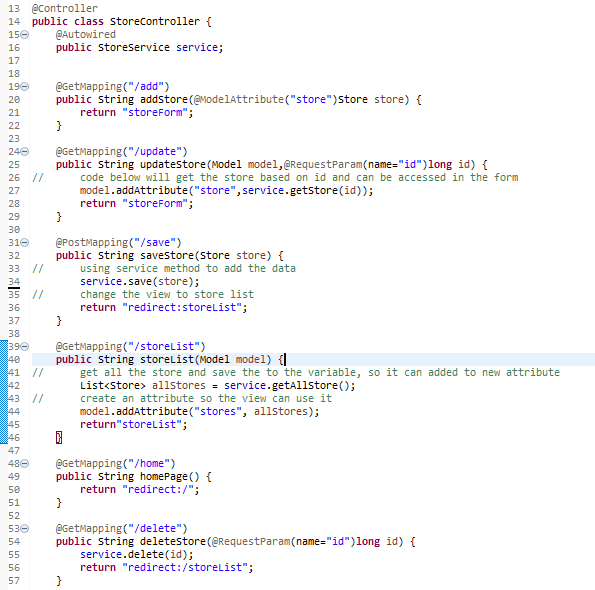 13 @Controller
14 public class StoreController {
15 @Autowired
16 public StoreService service;
17
18
19 @GetMapping("/add")
20 public String addStore(@ModelAttribute("store")Store store) {
21 return "storeForm";
22 }
23
24 @GetMapping("/update")
25 public String updateStore(Model model,@RequestParam(name="id")long id) {
26 // code below will get the store based on id and can be accessed in the form
27 model.addAttribute("store",service.getStore(id));
28 return "storeForm";
29 }
30
31 @PostMapping("/save")
32 public String saveStore(Store store) {
33 // using service method to add the data
34 service.save(store);
35 // change the view to store list
36 return "redirect:storeList";
37 }
38
39 @GetMapping("/storeList")
40 public String storeList(Model model) {
41 // get all the store and save the to the variable, so it can added to new attribute
42 List<Store> allStores = service.getAllStore();
43 // create an attribute so the view can use it
44 model.addAttribute("stores", allStores);
45 return"storeList";
46 }
47
48 @GetMapping("/home")
49 public String homePage() {
50 return "redirect:/";
51 }
52
53 @GetMapping("/delete")
54 public String deleteStore(@RequestParam(name="id")long id) {
55 service.delete(id);
56 return "redirect:/storeList";
57 }